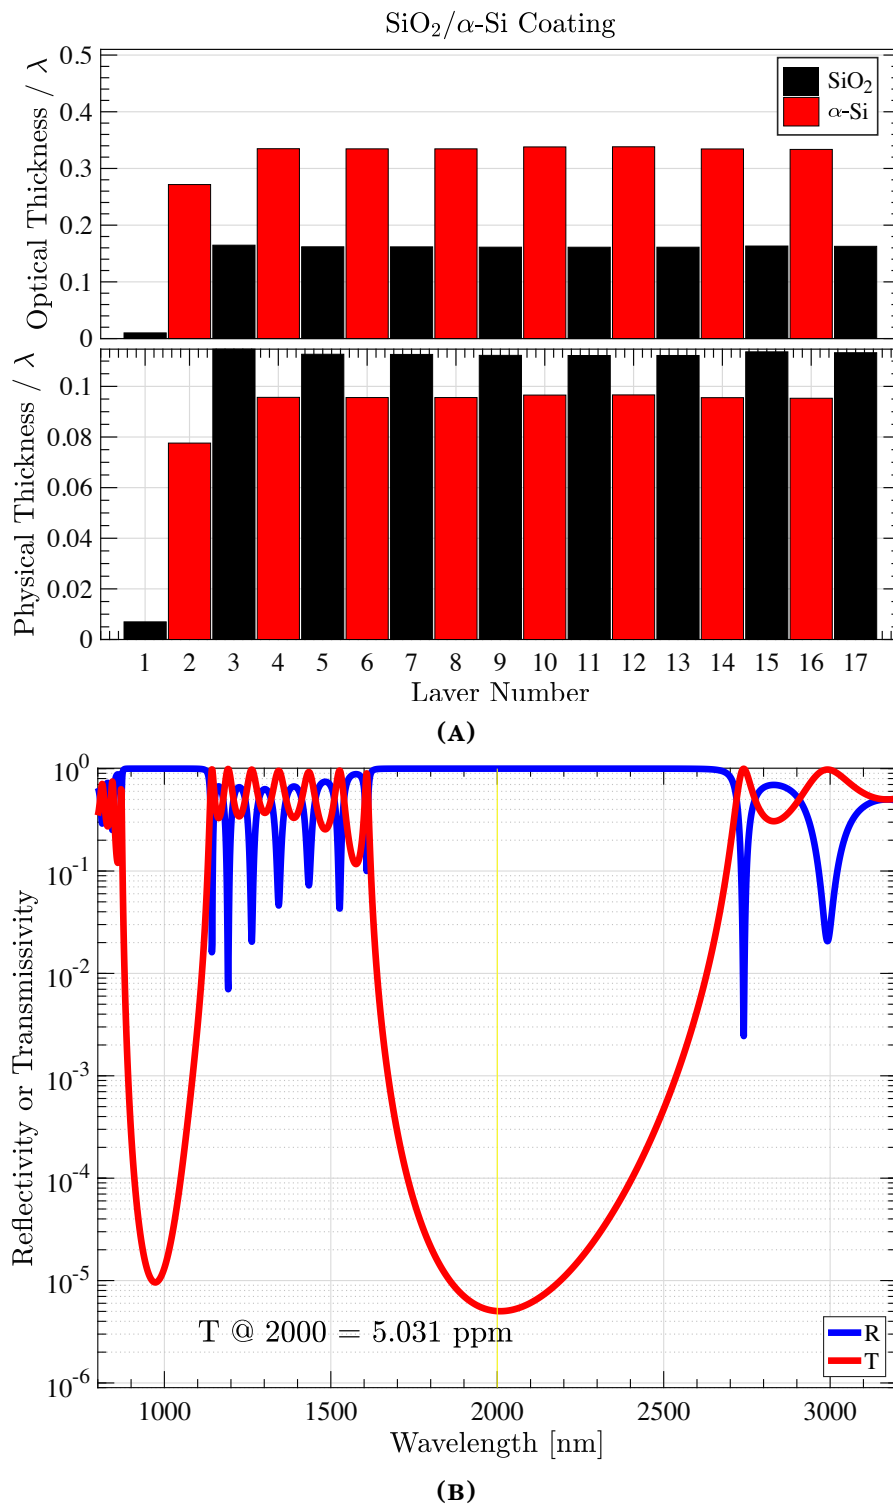 SiO₂/α-Si Coating
Optical Thickness / λ
0.5
0.4
0.3
0.2
0.1
0
SiO₂
α-Si
Physical Thickness / λ
0.1
0.08
0.06
0.04
0.02
0
1 2 3 4 5 6 7 8 9 10 11 12 13 14 15 16 17
Layer Number
(A)
Reflectivity or Transmissivity
10⁰
10⁻¹
10⁻²
10⁻³
10⁻⁴
10⁻⁵
10⁻⁶
T @ 2000 = 5.031 ppm
R
T
1000 1500 2000 2500 3000
Wavelength [nm]
(B)